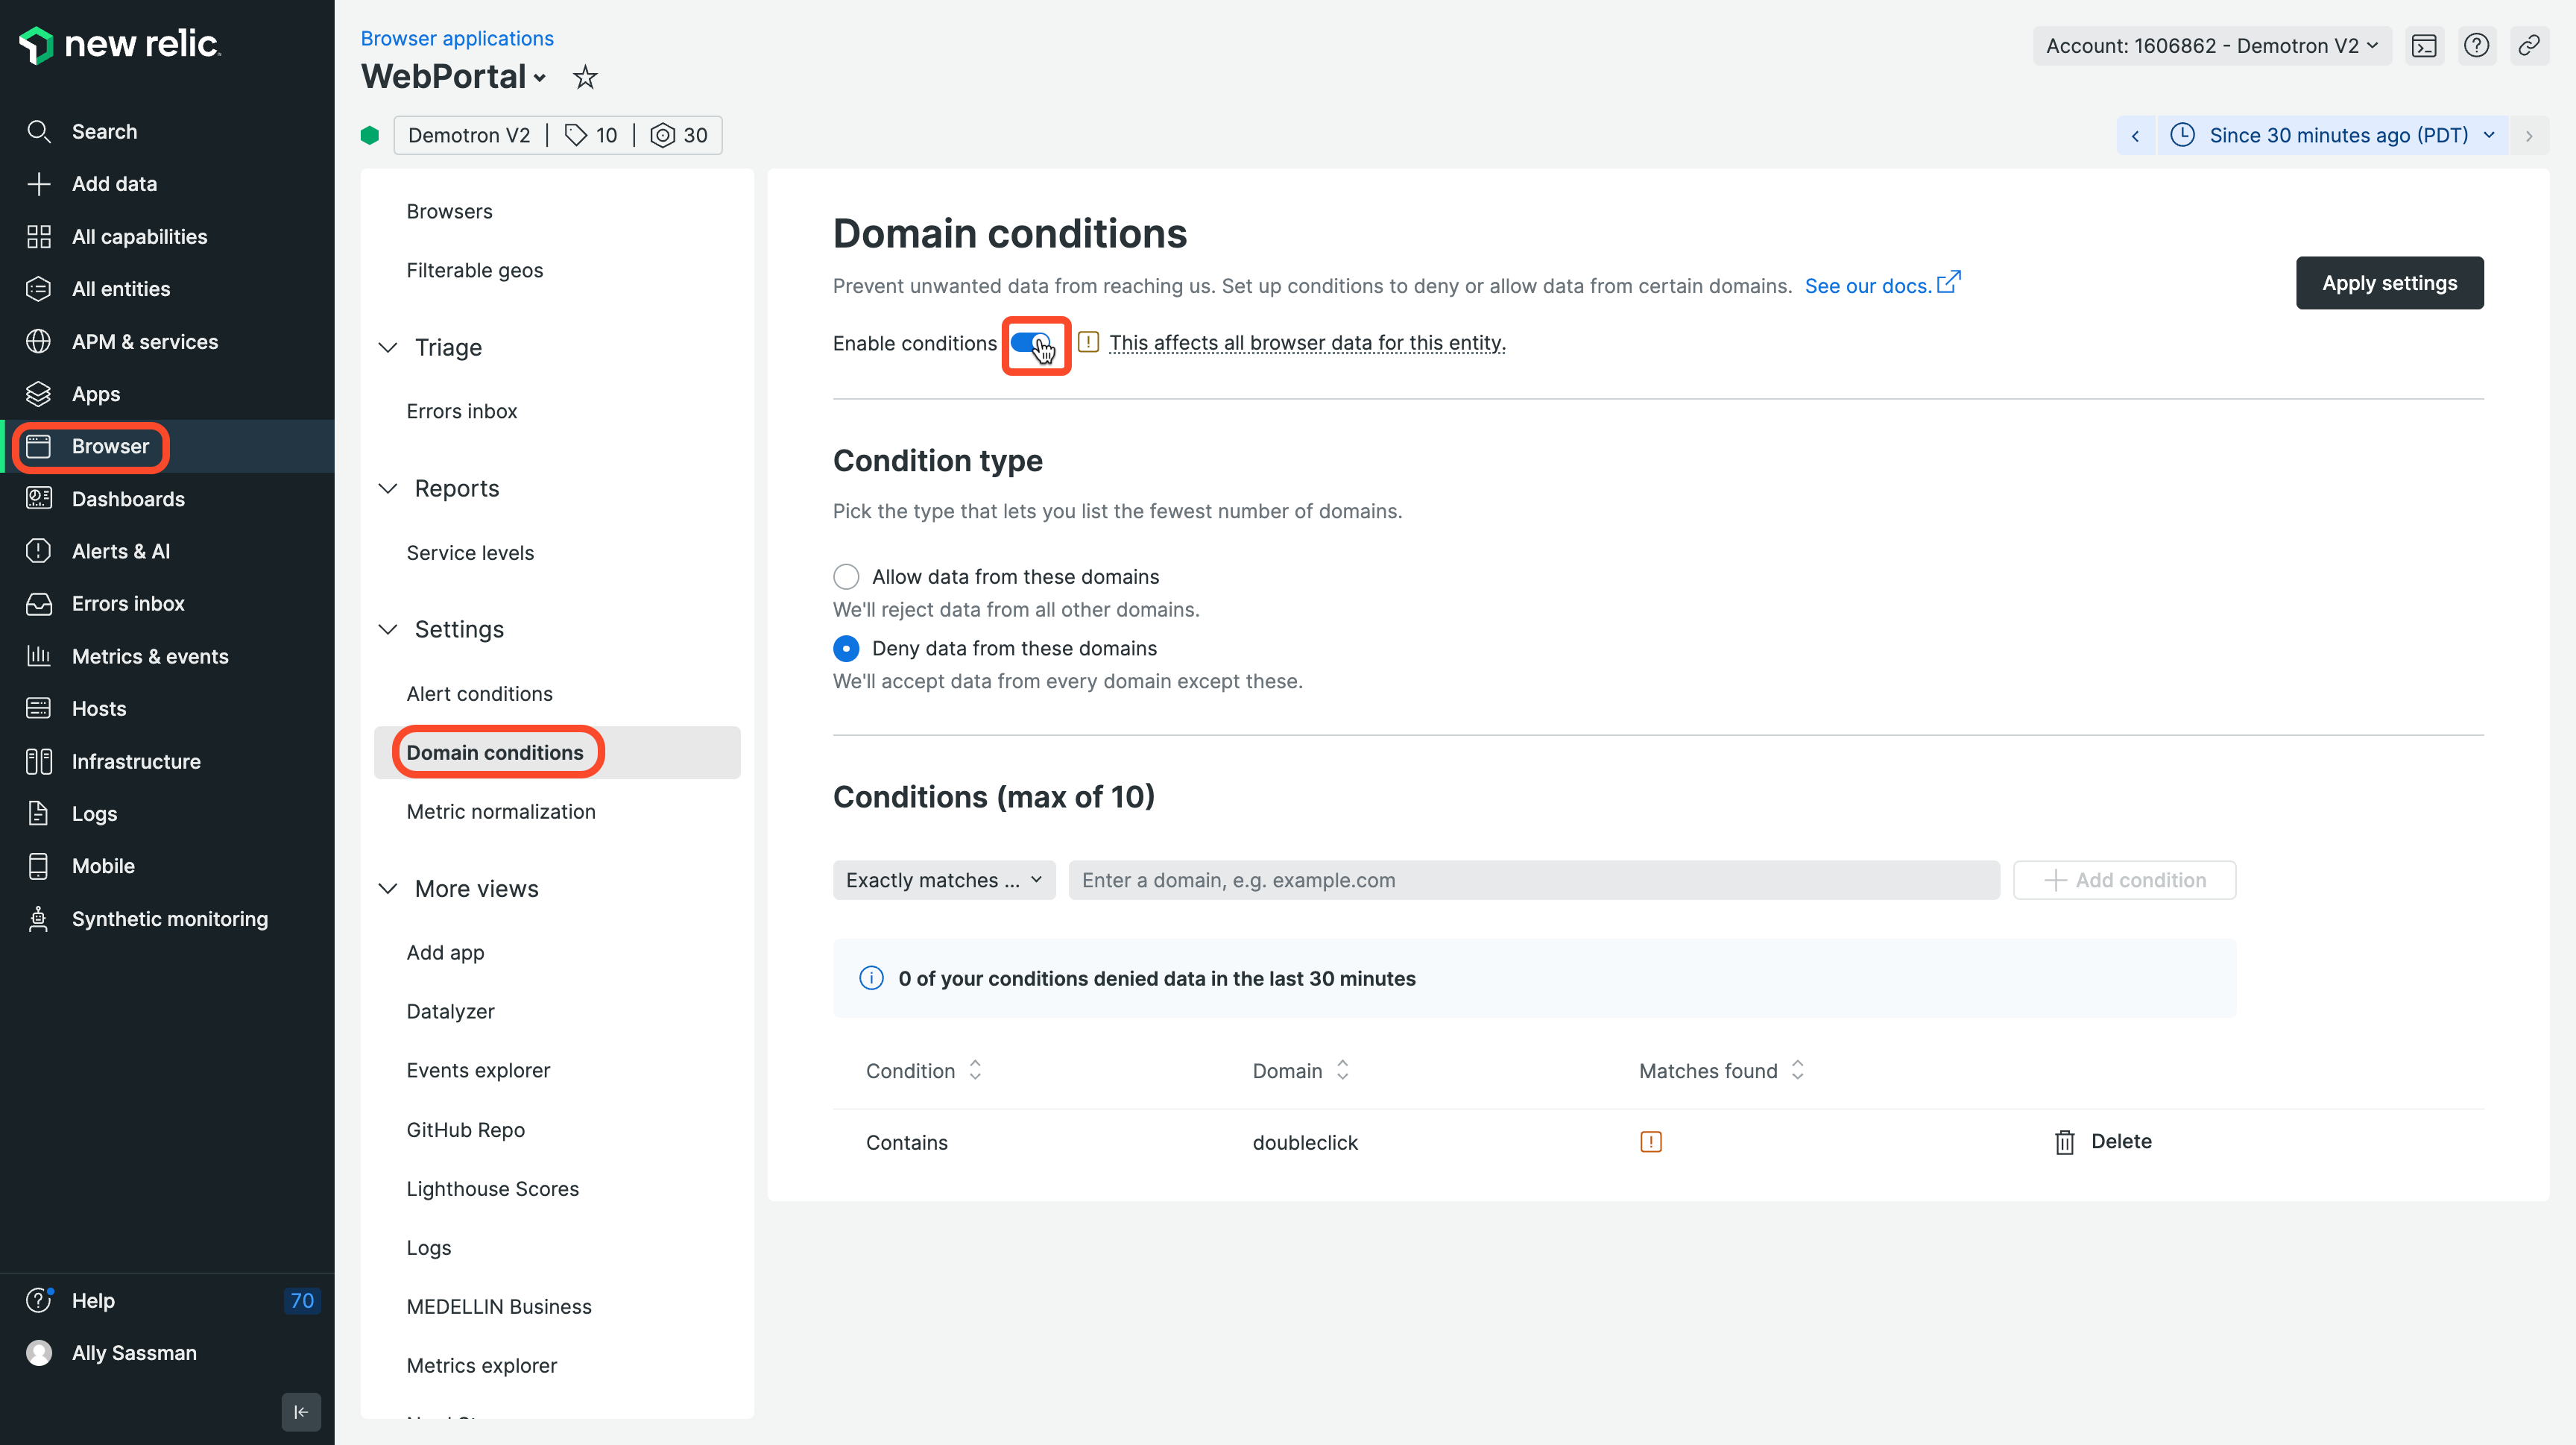 new relic
Search
Add data
All capabilities
All entities
APM & services
Apps
Browser
Dashboards
Alerts & AI
Errors inbox
Metrics & events
Hosts
Infrastructure
Logs
Mobile
Synthetic monitoring
Help 70
Ally Sassman
Browser applications
WebPortal
Account: 1606862 - Demotron V2
Demotron V2 | 10 | 30
Since 30 minutes ago (PDT)
Browsers
Filterable geos
Triage
Errors inbox
Reports
Service levels
Settings
Alert conditions
Domain conditions
Metric normalization
More views
Add app
Datalyzer
Events explorer
GitHub Repo
Lighthouse Scores
Logs
MEDELLIN Business
Metrics explorer
Domain conditions
Prevent unwanted data from reaching us. Set up conditions to deny or allow data from certain domains. See our docs.
Apply settings
Enable conditions This affects all browser data for this entity.
Condition type
Pick the type that lets you list the fewest number of domains.
Allow data from these domains
We'll reject data from all other domains.
Deny data from these domains
We'll accept data from every domain except these.
Conditions (max of 10)
Exactly matches ... Enter a domain, e.g. example.com Add condition
0 of your conditions denied data in the last 30 minutes
Condition Domain Matches found
Contains doubleclick Delete